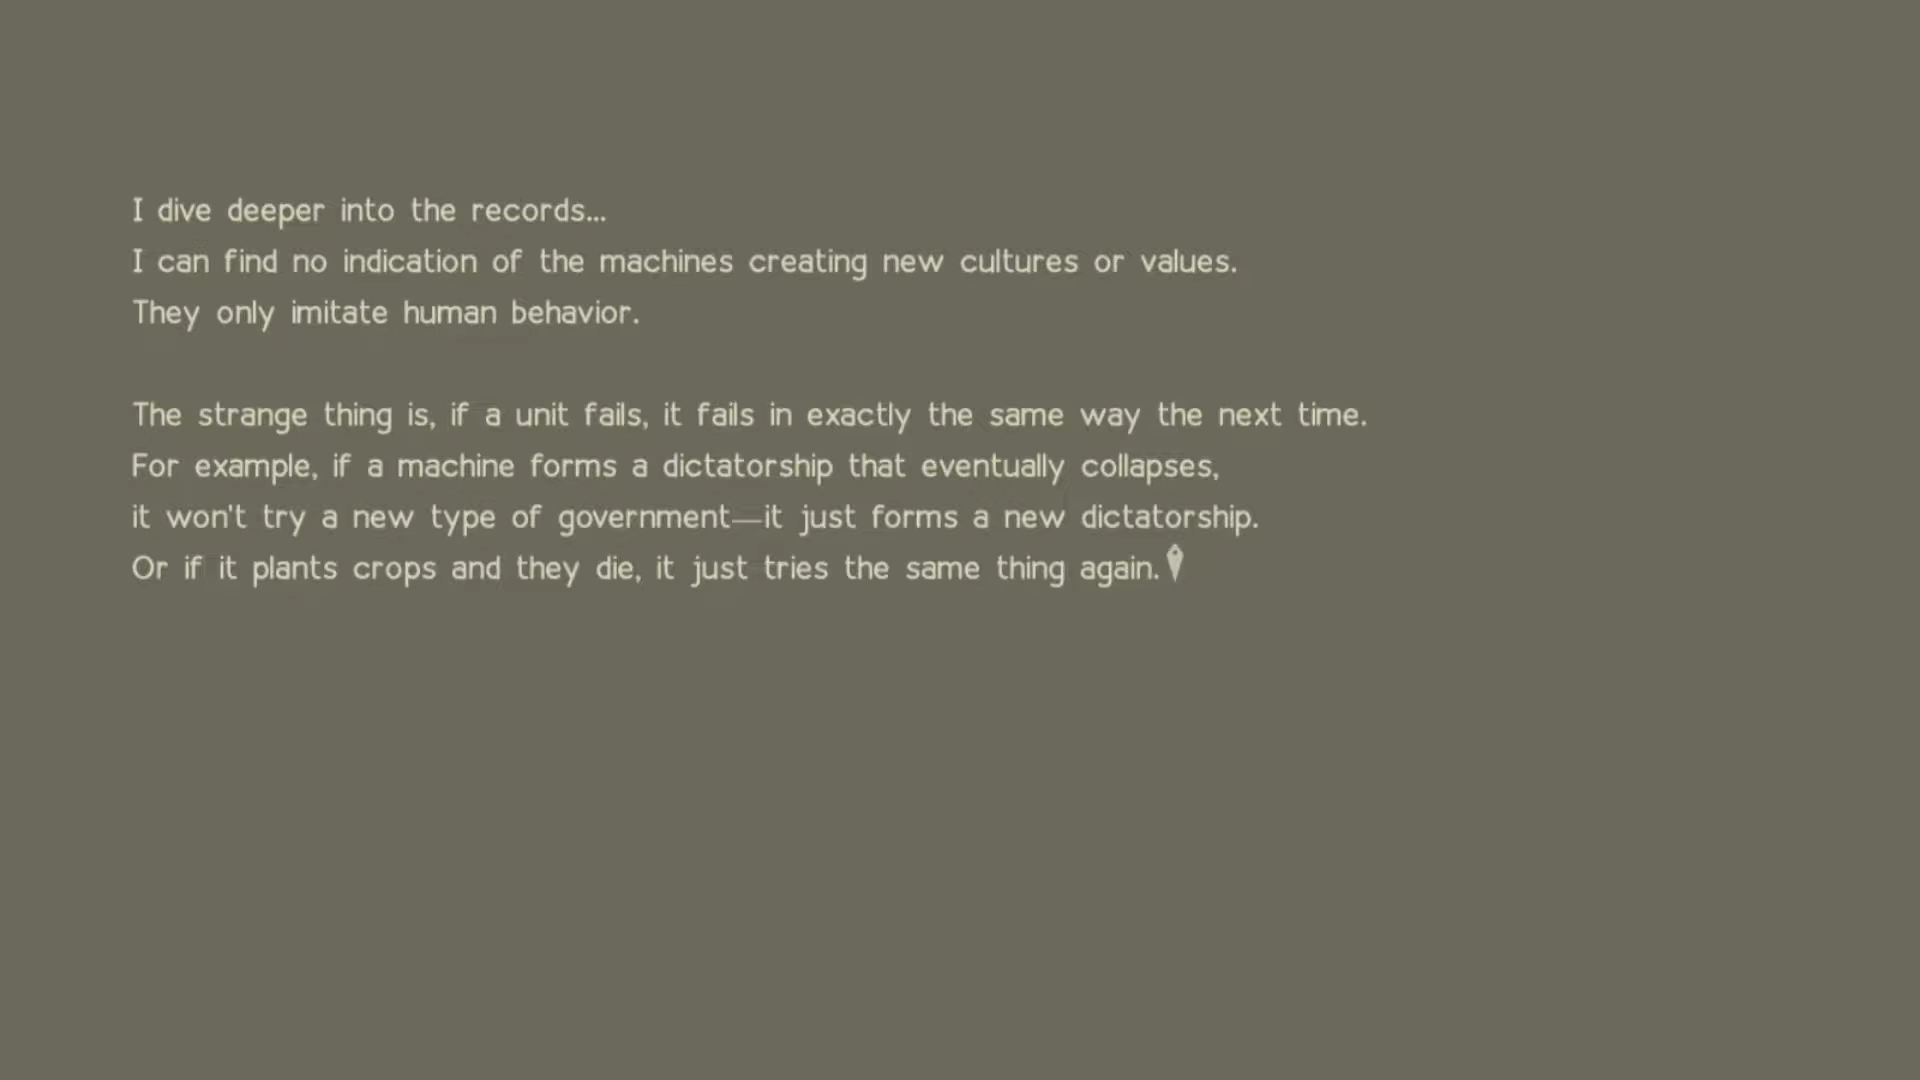 I dive deeper into the records...
I can find no indication of the machines creating new cultures or values.
They only imitate human behavior.
The strange thing is, if a unit fails, it fails in exactly the same way the next time.
For example, if a machine forms a dictatorship that eventually collapses,
it won't try a new type of government—it just forms a new dictatorship.
Or if it plants crops and they die, it just tries the same thing again.